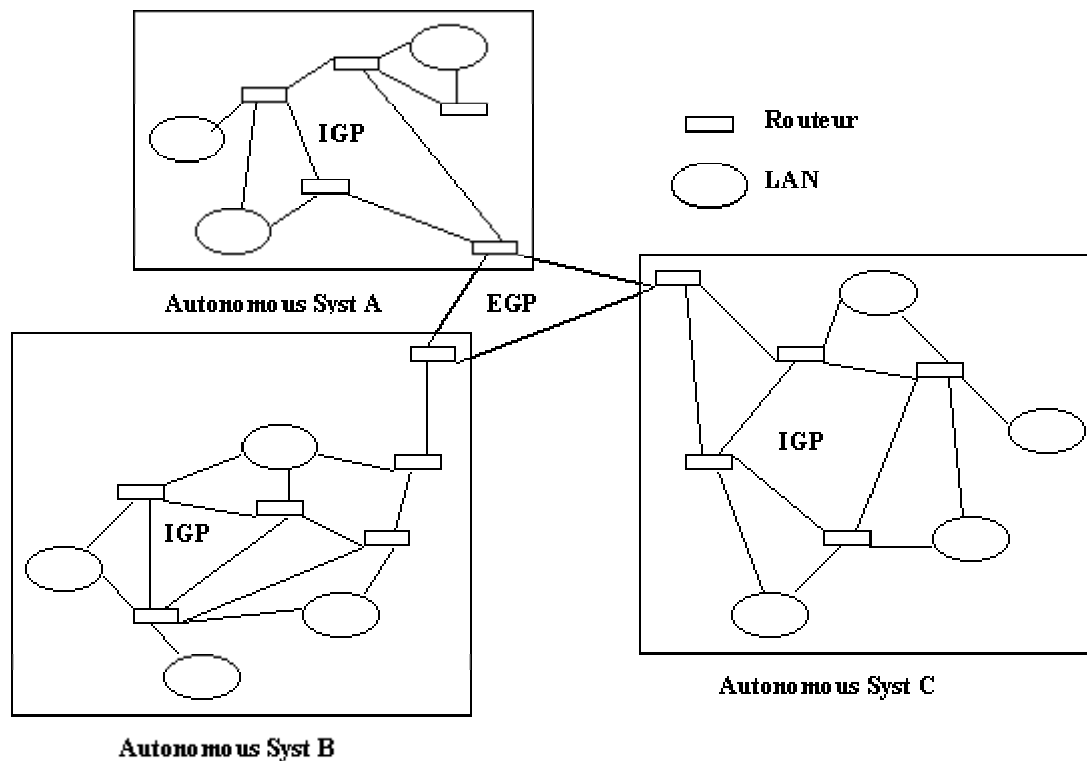 IGP
Routeur
LAN
Autonomous Syst A
EGP
IGP
IGP
Autonomous Syst C
Autonomous Syst B